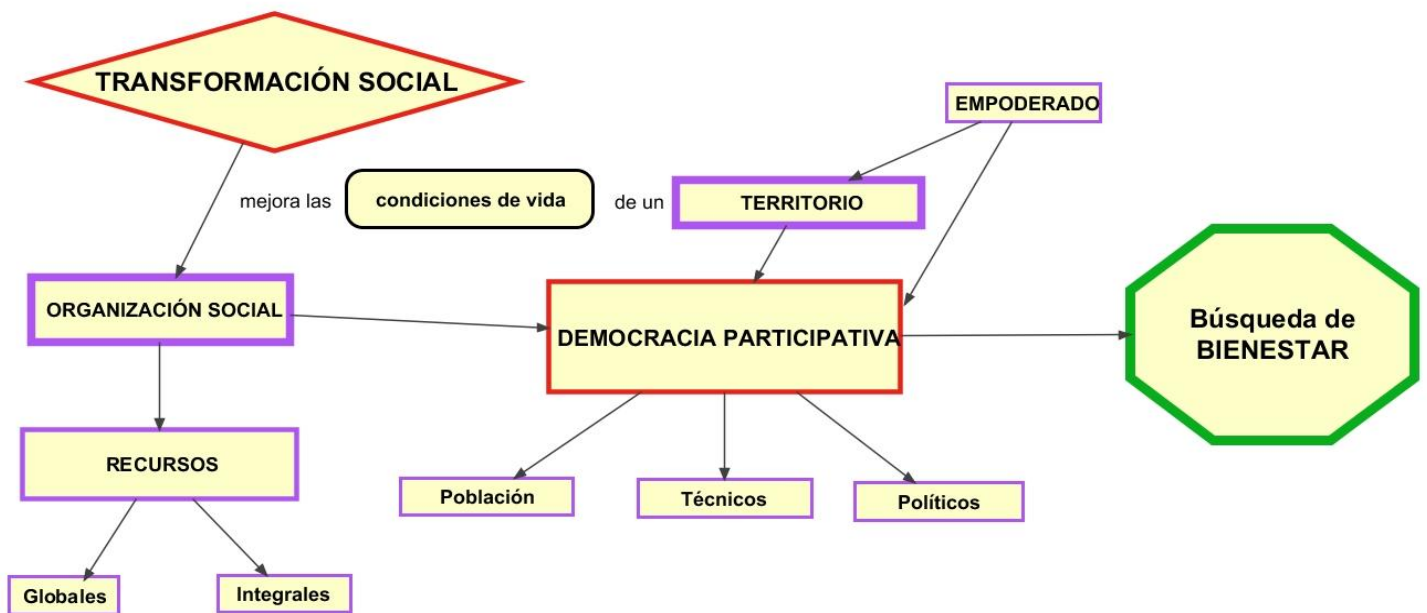 TRANSFORMACIÓN SOCIAL
EMPODERADO
mejora las
condiciones de vida
de un
TERRITORIO
ORGANIZACIÓN SOCIAL
DEMOCRACIA PARTICIPATIVA
Búsqueda de
BIENESTAR
RECURSOS
Población
Técnicos
Políticos
Globales
Integrales